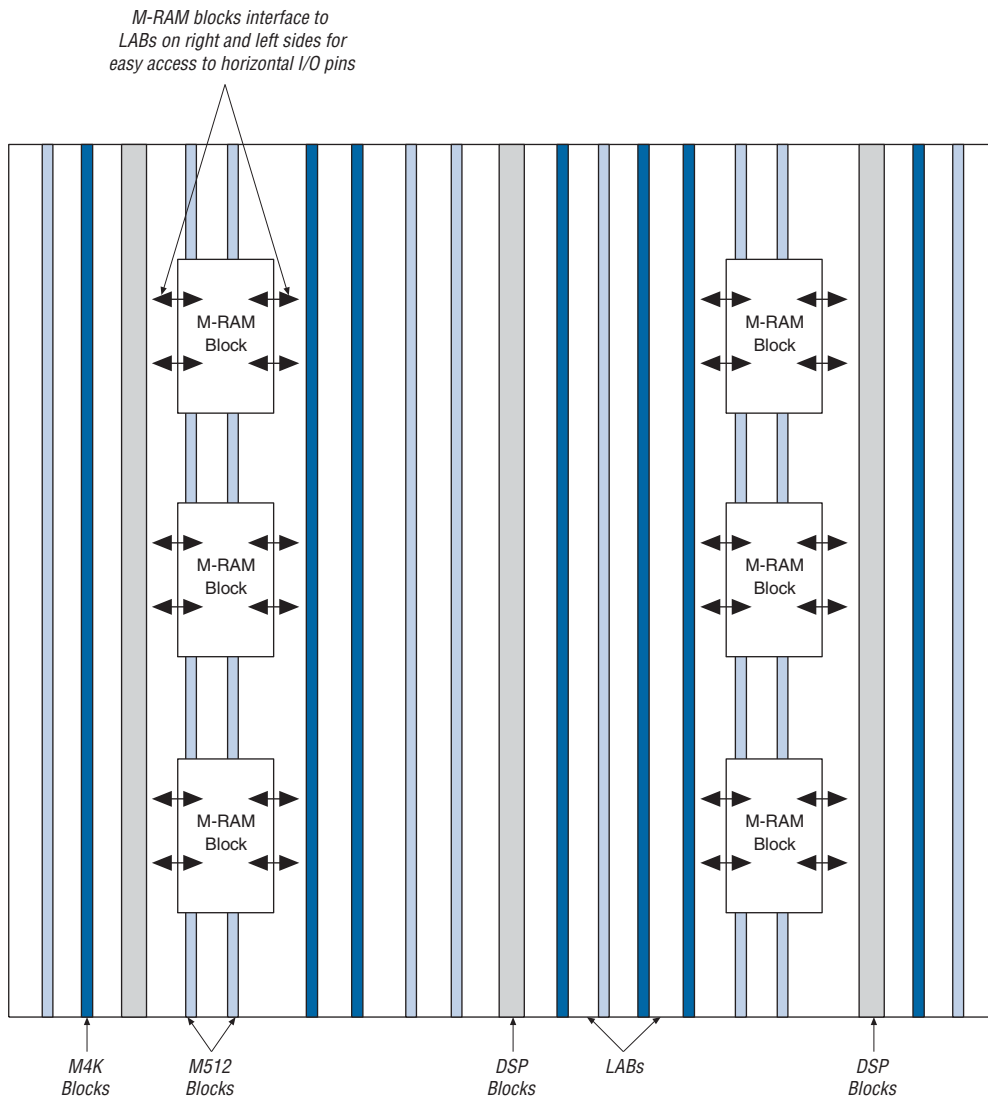 M-RAM blocks interface to
LABs on right and left sides for
easy access to horizontal I/O pins
M-RAM
Block
M-RAM
Block
M-RAM
Block
M-RAM
Block
M-RAM
Block
M-RAM
Block
M4K
Blocks
M512
Blocks
DSP
Blocks
LABs
DSP
Blocks